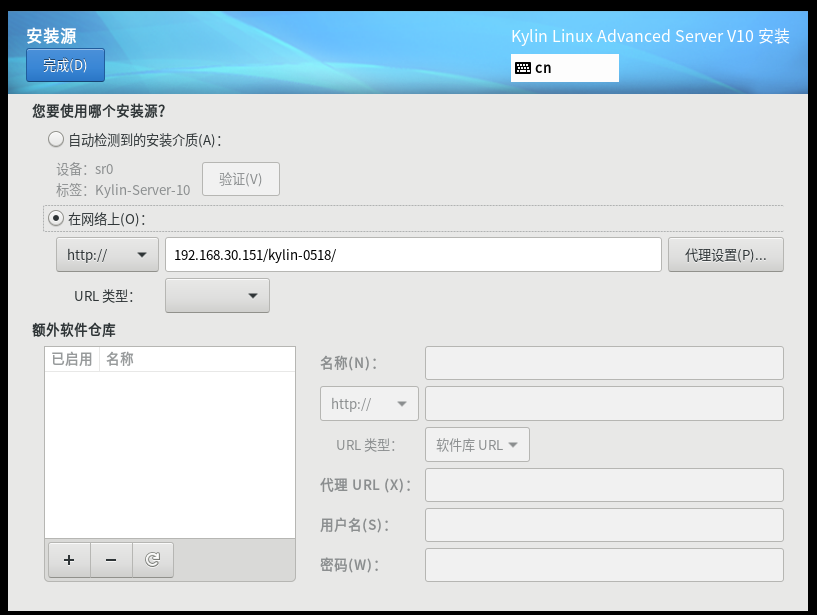 安装源
Kylin Linux Advanced Server V10 安装
完成(D)
cn
您要使用哪个安装源？
自动检测到的安装介质(A)：
设备：sr0
标签：Kylin-Server-10
验证(V)
在网络上(O)：
http://
192.168.30.151/kylin-0518/
代理设置(P)...
URL 类型：
额外软件仓库
已启用 名称
名称(N)：
http://
URL 类型：
软件库 URL
代理 URL (X)：
用户名(S)：
密码(W)：